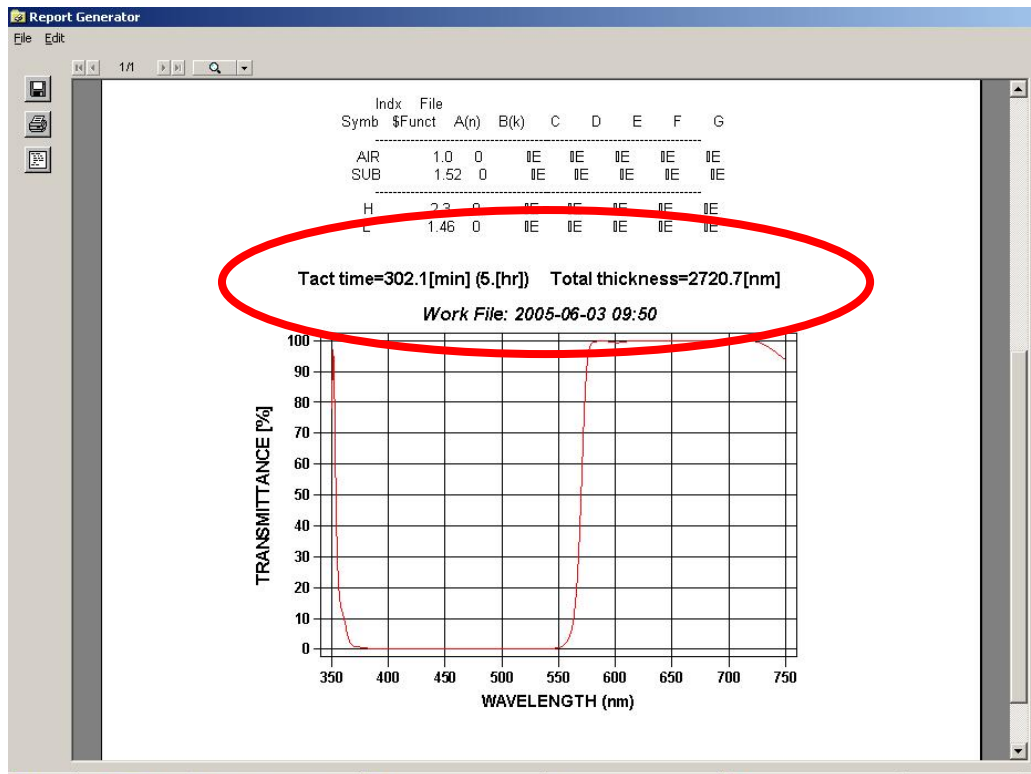 Report Generator
File Edit
1/1
Indx File
Symb $Funct A(n) B(k) C D E F G
AIR 1.0 0 ▯E ▯E ▯E ▯E ▯E
SUB 1.52 0 ▯E ▯E ▯E ▯E ▯E
H 2.3 0 ▯E ▯E ▯E ▯E ▯E
L 1.46 0 ▯E ▯E ▯E ▯E ▯E
Tact time=302.1[min] (5.[hr]) Total thickness=2720.7[nm]
Work File: 2005-06-03 09:50
100
90
80
70
60
50
40
30
20
10
0
TRANSMITTANCE [%]
350 400 450 500 550 600 650 700 750
WAVELENGTH (nm)